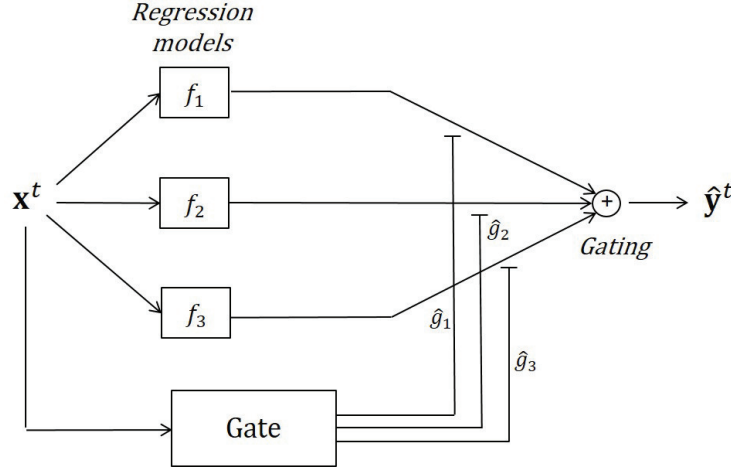 Regression
models
f₁
x^t
f₂
+
ŷ^t
ĝ₂
Gating
f₃
ĝ₁
ĝ₃
Gate